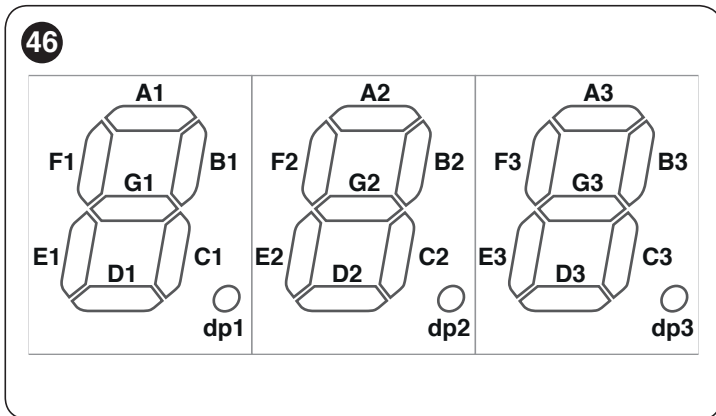 46
A1 A2 A3
F1 B1 F2 B2 F3 B3
G1 G2 G3
E1 C1 E2 C2 E3 C3
D1 D2 D3
dp1 dp2 dp3